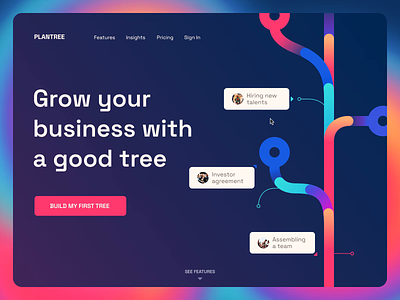 PLANTREE
Features Insights Pricing Sign In
Grow your
business with
a good tree
BUILD MY FIRST TREE
Hiring new
talents
Investor
agreement
Assembling
a team
SEE FEATURES